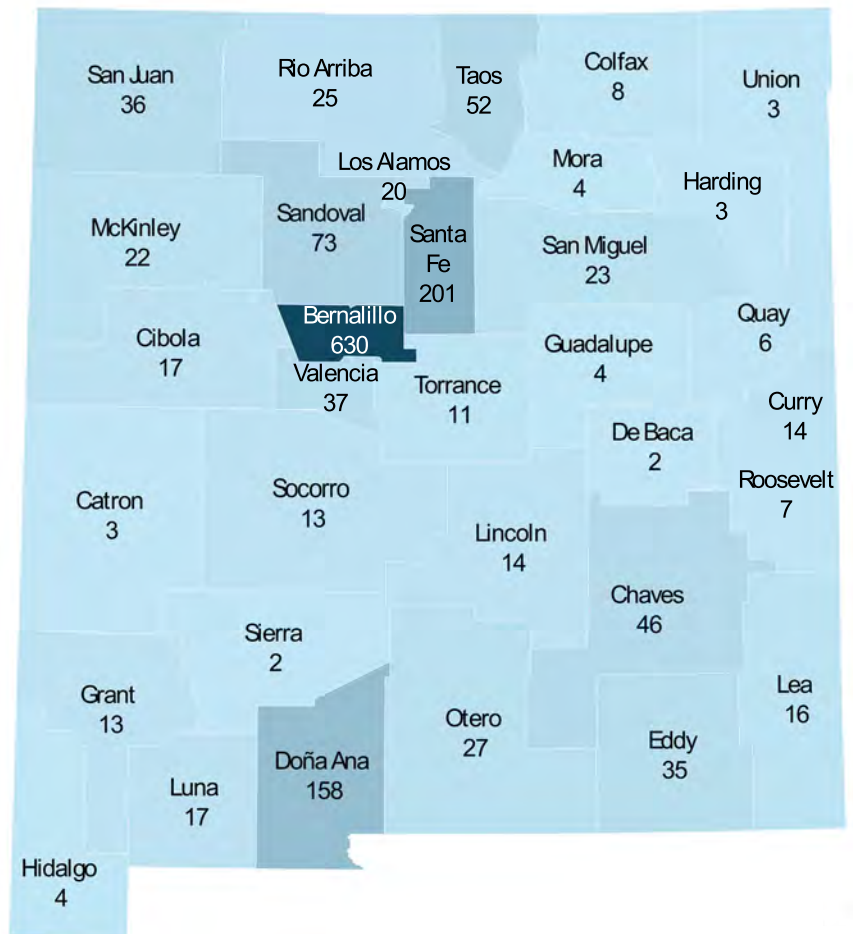 San Juan
36
Rio Arriba
25
Taos
52
Colfax
8
Union
3
Los Alamos
20
Mora
4
Harding
3
McKinley
22
Sandoval
73
Santa
Fe
201
San Miguel
23
Cibola
17
Bernalillo
630
Guadalupe
4
Quay
6
Valencia
37
Torrance
11
Curry
14
De Baca
2
Roosevelt
7
Catron
3
Socorro
13
Lincoln
14
Chaves
46
Sierra
2
Grant
13
Doña Ana
158
Otero
27
Eddy
35
Lea
16
Luna
17
Hidalgo
4